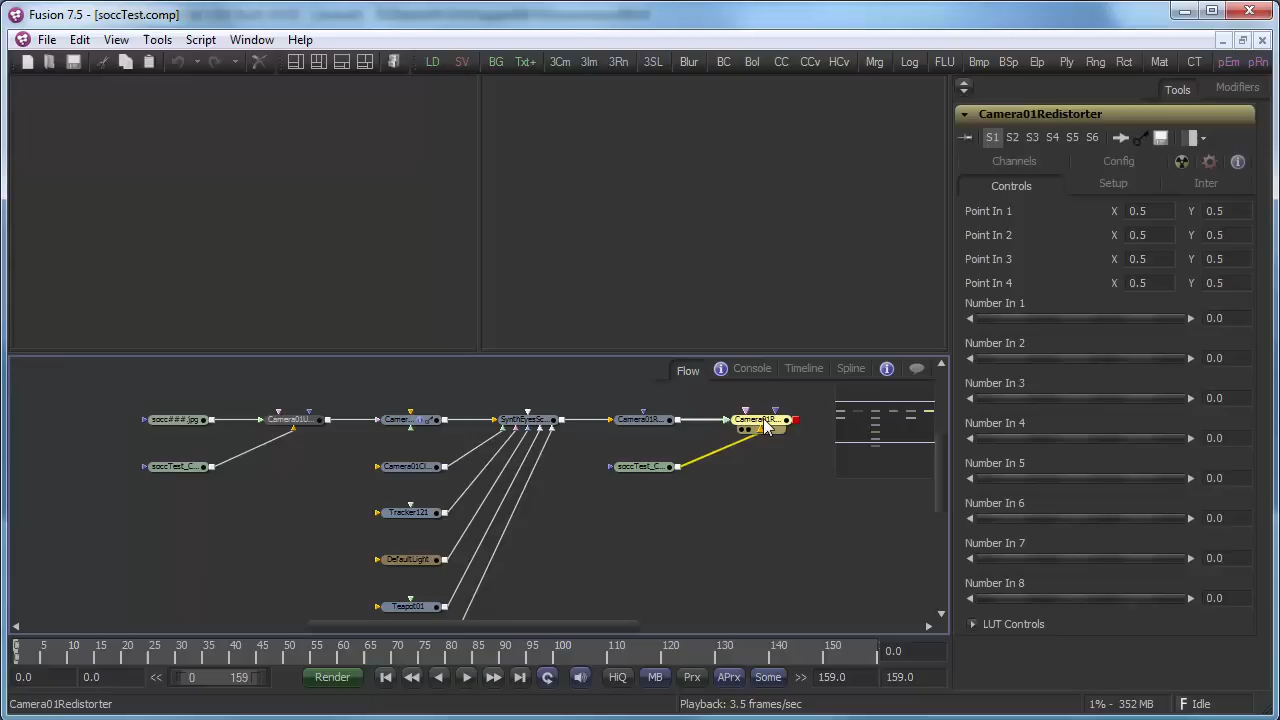 Fusion 7.5 - [soccTest.comp]
File Edit View Tools Script Window Help
LD SV BG Txt+ 3Cm 3Im 3Rn 3SL Blur BC Bol CC CCv HCv Mrg Log FLU Bmp BSp Elp Ply Rng Rct Mat CT pEm pRn
Tools Modifiers
Camera01Redistorter
S1 S2 S3 S4 S5 S6
Channels Config
Controls Setup Inter
Point In 1 X 0.5 Y 0.5
Point In 2 X 0.5 Y 0.5
Point In 3 X 0.5 Y 0.5
Point In 4 X 0.5 Y 0.5
Number In 1
0.0
Number In 2
0.0
Number In 3
0.0
Number In 4
0.0
Number In 5
0.0
Number In 6
0.0
Number In 7
0.0
Number In 8
0.0
LUT Controls
Flow Console Timeline Spline
socc###.jpg Camera01U... Camer... SynthEyesSc... Camera01R... Camera01R...
soccTest_C... Camera01Cl... soccTest_C...
Tracker121
DefaultLight
Teapot01
0 5 10 15 20 25 30 35 40 45 50 55 60 65 70 75 80 85 90 95 100 110 120 130 140 150
0.0
0.0 0.0 << 0 159 Render HiQ MB Prx APrx Some >> 159.0 159.0
Camera01Redistorter Playback: 3.5 frames/sec 1% - 352 MB F Idle